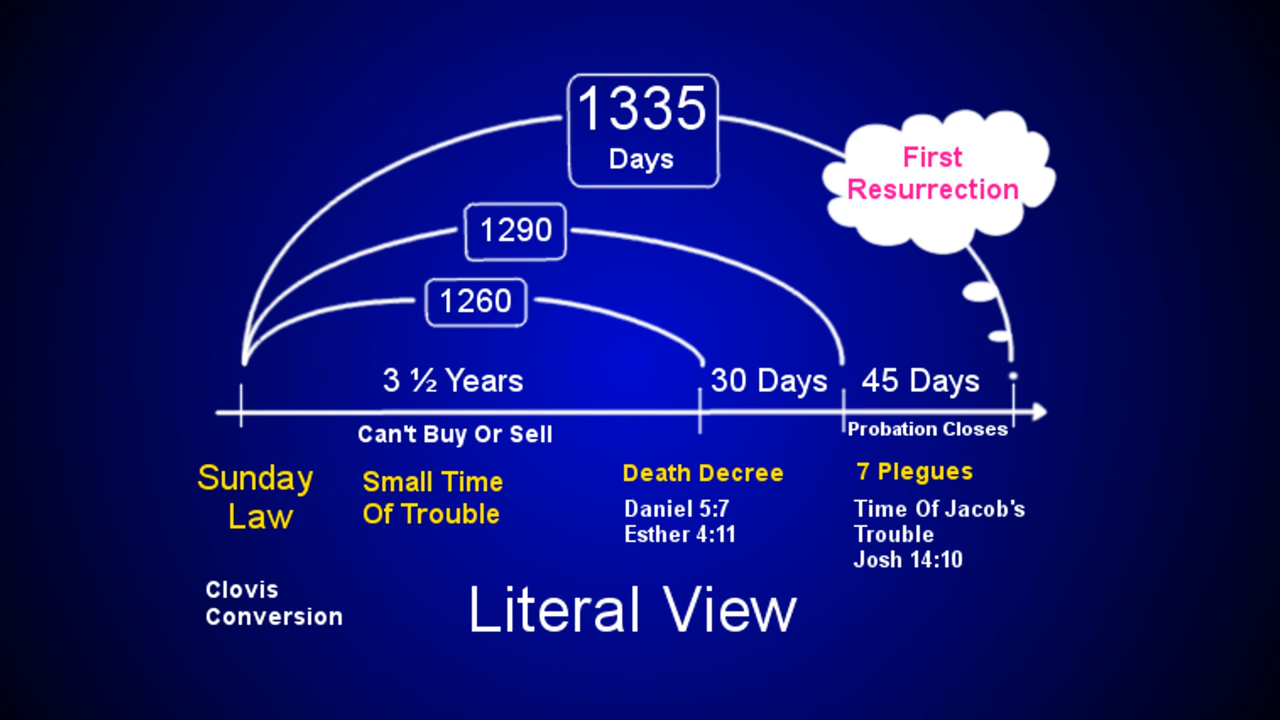 1335
Days
First
Resurrection
1290
1260
3 ½ Years
30 Days
45 Days
Can't Buy Or Sell
Probation Closes
Sunday
Law
Small Time
Of Trouble
Death Decree
Daniel 5:7
Esther 4:11
7 Plegues
Time Of Jacob's
Trouble
Josh 14:10
Clovis
Conversion
Literal View